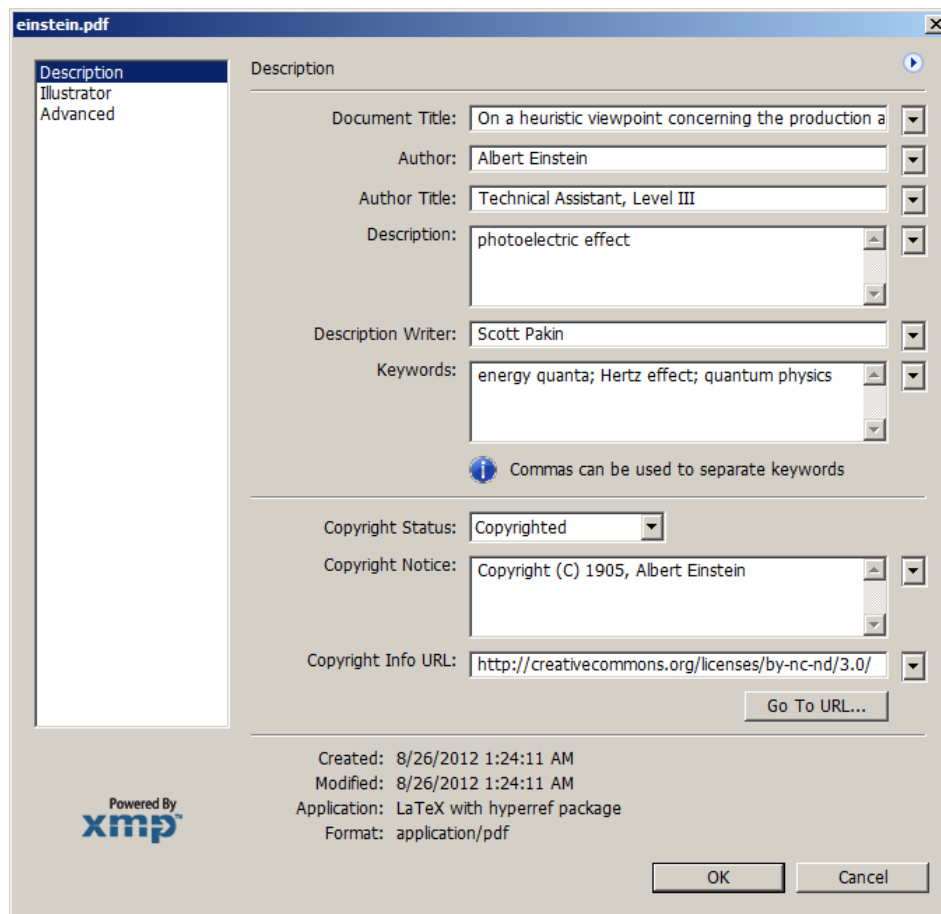 einstein.pdf
Description
Illustrator
Advanced
Description
Document Title: On a heuristic viewpoint concerning the production a
Author: Albert Einstein
Author Title: Technical Assistant, Level III
Description: photoelectric effect
Description Writer: Scott Pakin
Keywords: energy quanta; Hertz effect; quantum physics
Commas can be used to separate keywords
Copyright Status: Copyrighted
Copyright Notice: Copyright (C) 1905, Albert Einstein
Copyright Info URL: http://creativecommons.org/licenses/by-nc-nd/3.0/
Go To URL...
Created: 8/26/2012 1:24:11 AM
Modified: 8/26/2012 1:24:11 AM
Application: LaTeX with hyperref package
Format: application/pdf
Powered By
xmp™
OK Cancel